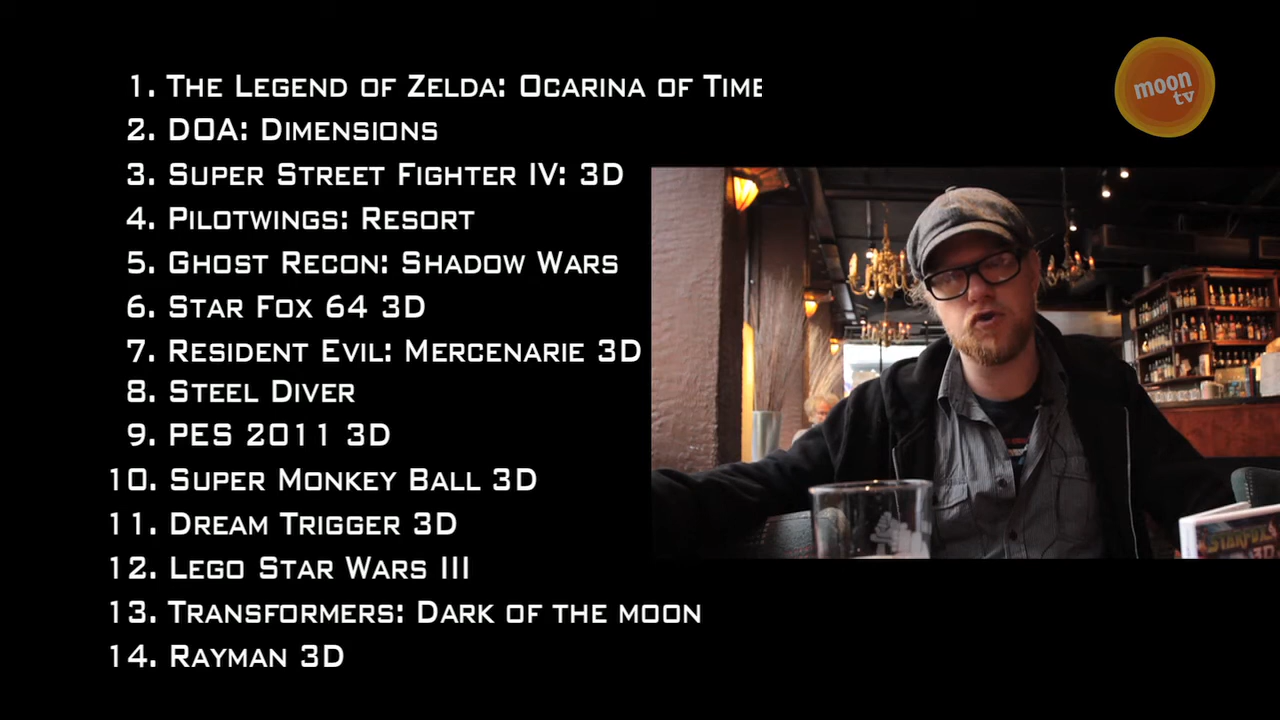 1. The Legend of Zelda: Ocarina of Time
2. DOA: Dimensions
3. Super Street Fighter IV: 3D
4. Pilotwings: Resort
5. Ghost Recon: Shadow Wars
6. Star Fox 64 3D
7. Resident Evil: Mercenarie 3D
8. Steel Diver
9. PES 2011 3D
10. Super Monkey Ball 3D
11. Dream Trigger 3D
12. Lego Star Wars III
13. Transformers: Dark of the moon
14. Rayman 3D
moon
tv
StarFox
3D